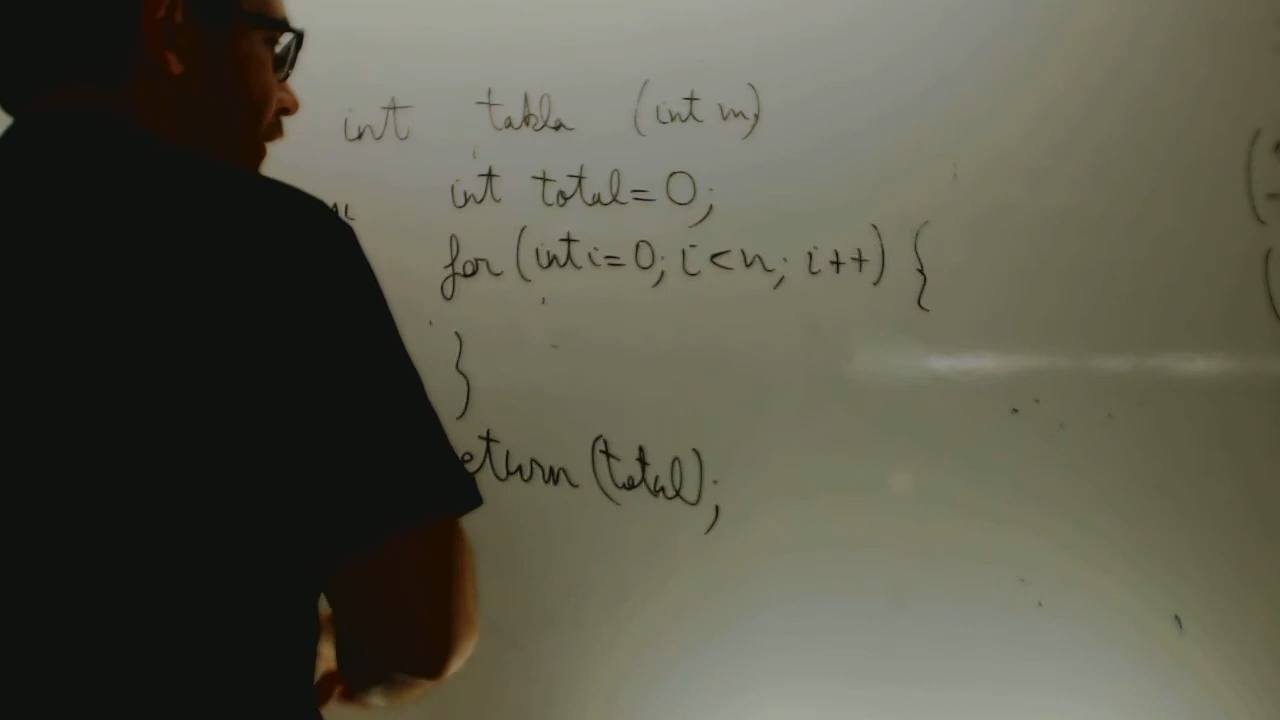 int tabla (int n)
int total=0;
for (int i=0; i<n; i++) {
}
eturn (total);